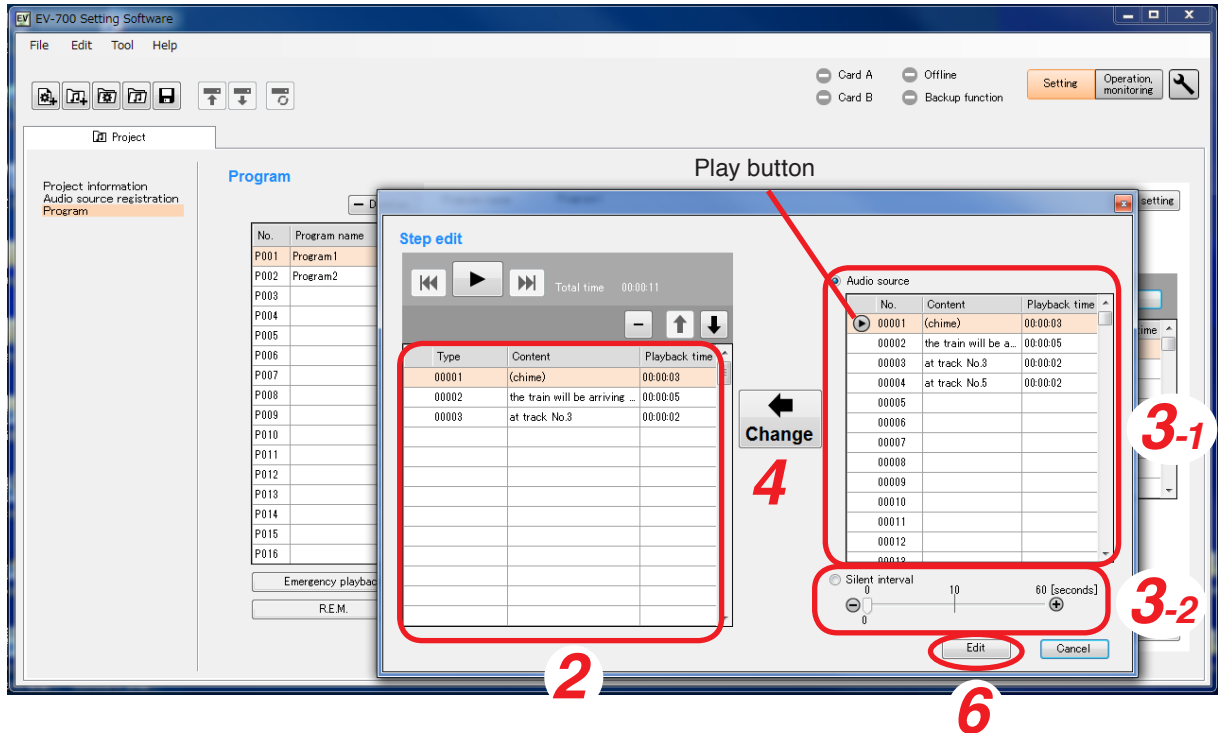 EV EV-700 Setting Software
File Edit Tool Help
Card A Offline
Card B Backup function
Setting Operation, monitoring
Project
Project information
Audio source registration
Program
Program
Play button
setting
No. Program name
P001 Program1
P002 Program2
P003
P004
P005
P006
P007
P008
P009
P010
P011
P012
P013
P014
P015
P016
Emergency playbac
R.E.M.
Step edit
Total time 00:00:11
Type Content Playback time
00001 (chime) 00:00:03
00002 the train will be arriving ... 00:00:05
00003 at track No.3 00:00:02
2
Change
4
Audio source
No. Content Playback time
00001 (chime) 00:00:03
00002 the train will be a... 00:00:05
00003 at track No.3 00:00:02
00004 at track No.5 00:00:02
00005
00006
00007
00008
00009
00010
00011
00012
00013
3-1
Silent interval
0 10 60 [seconds]
0
3-2
Edit Cancel
6